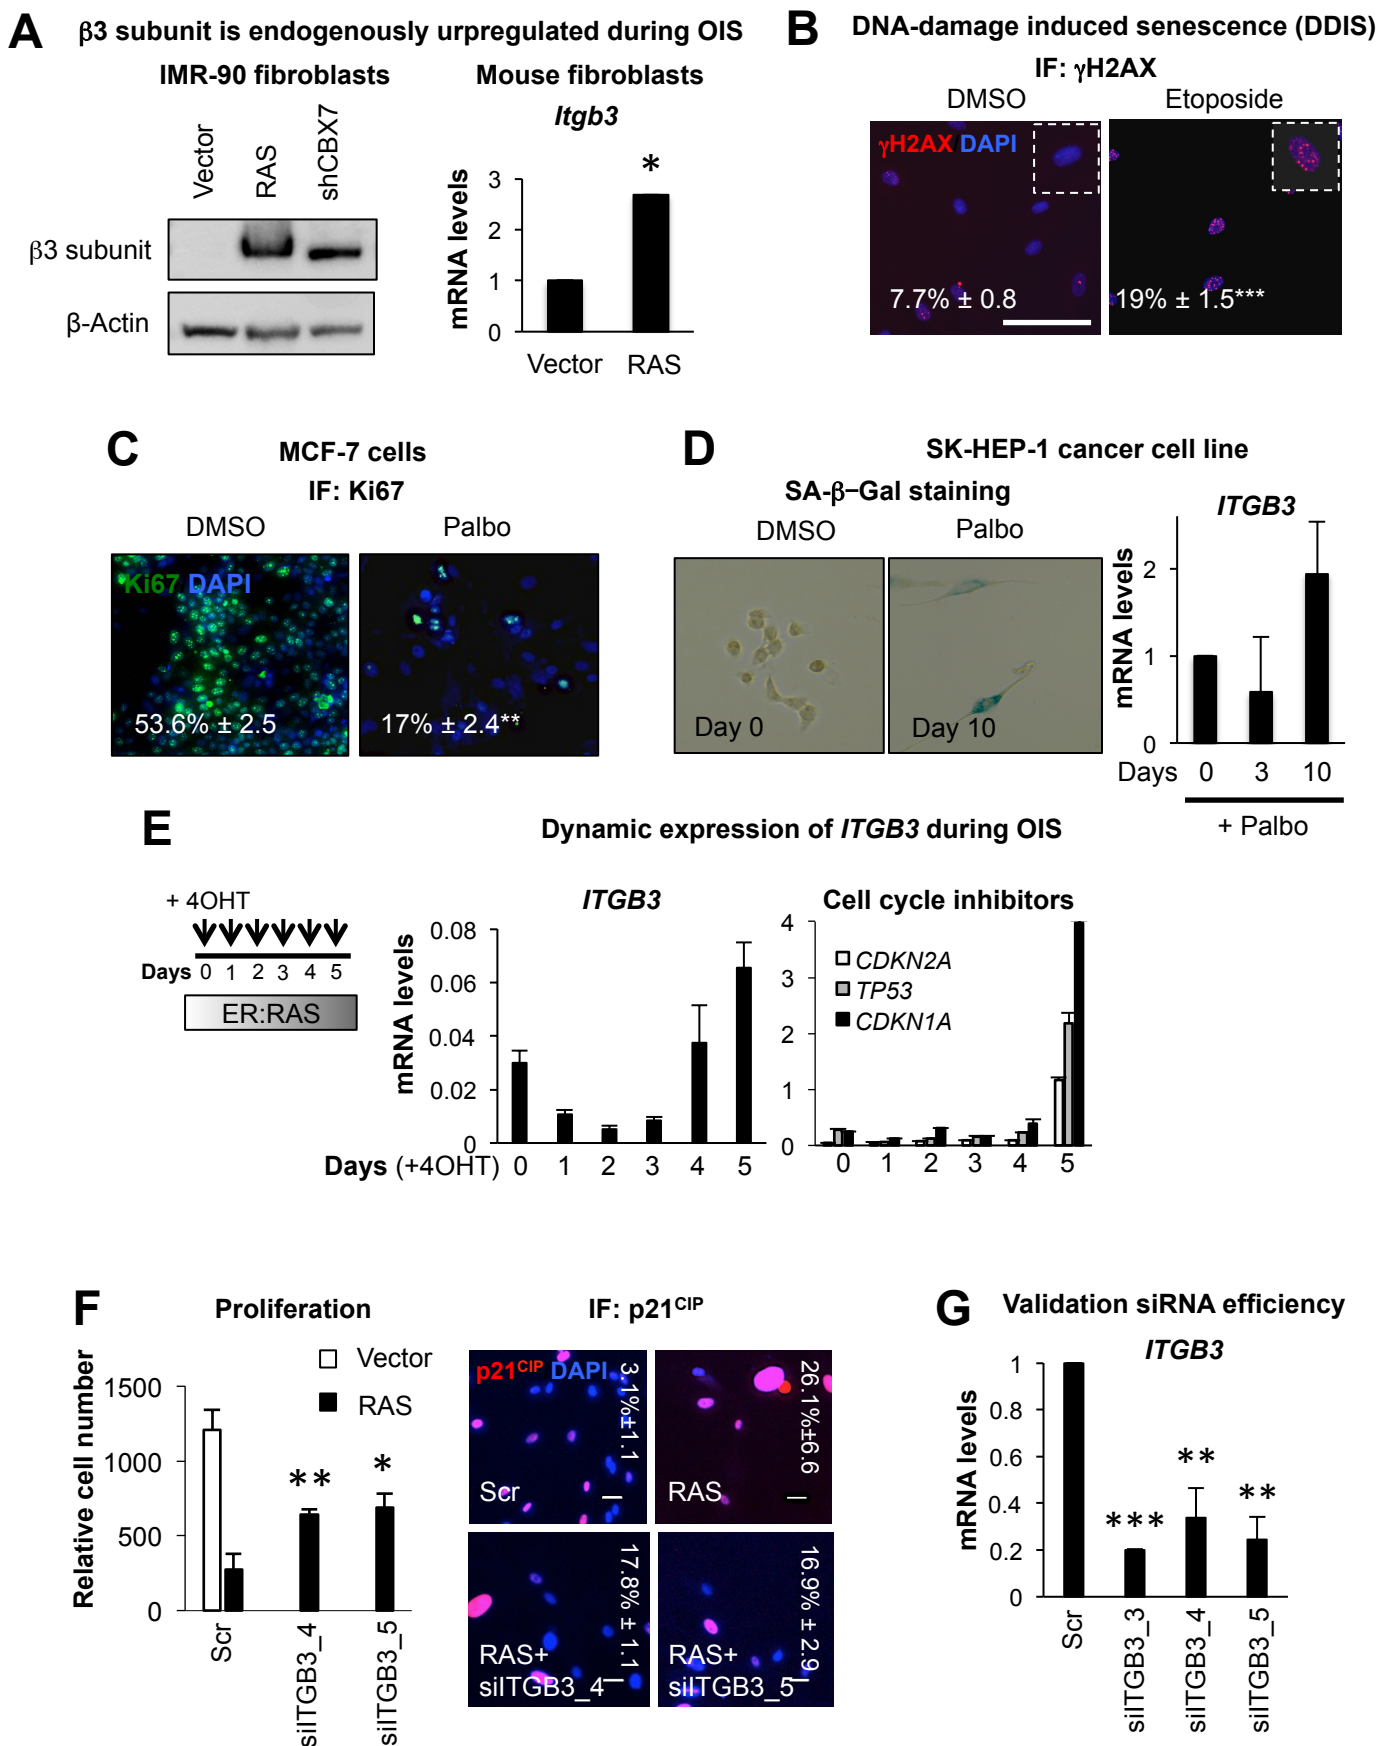 A
β3 subunit is endogenously urpregulated during OIS
IMR-90 fibroblasts
Vector
RAS
shCBX7
β3 subunit
β-Actin
Mouse fibroblasts
Itgb3
*
mRNA levels
3
2
1
0
Vector RAS
B
DNA-damage induced senescence (DDIS)
IF: γH2AX
DMSO Etoposide
γH2AX DAPI
7.7% ± 0.8
19% ± 1.5***
C
MCF-7 cells
IF: Ki67
DMSO Palbo
Ki67 DAPI
53.6% ± 2.5
17% ± 2.4**
D
SK-HEP-1 cancer cell line
SA-β–Gal staining
DMSO Palbo
Day 0
Day 10
ITGB3
mRNA levels
2
1
0
Days 0 3 10
+ Palbo
E
Dynamic expression of ITGB3 during OIS
+ 4OHT
Days 0 1 2 3 4 5
ER:RAS
ITGB3
mRNA levels
0.08
0.06
0.04
0.02
0
Days (+4OHT) 0 1 2 3 4 5
Cell cycle inhibitors
4
3
2
1
0
CDKN2A
TP53
CDKN1A
0 1 2 3 4 5
F
Proliferation
Vector
RAS
Relative cell number
1500
1000
500
0
** *
Scr
siITGB3_4
siITGB3_5
IF: p21CIP
p21CIP DAPI
3.1%±1.1
Scr
26.1%±6.6
RAS
17.8% ± 1.1
RAS+
siITGB3_4
16.9% ± 2.9
RAS+
siITGB3_5
G
Validation siRNA efficiency
ITGB3
mRNA levels
1
0.8
0.6
0.4
0.2
0
*** ** **
Scr
siITGB3_3
siITGB3_4
siITGB3_5